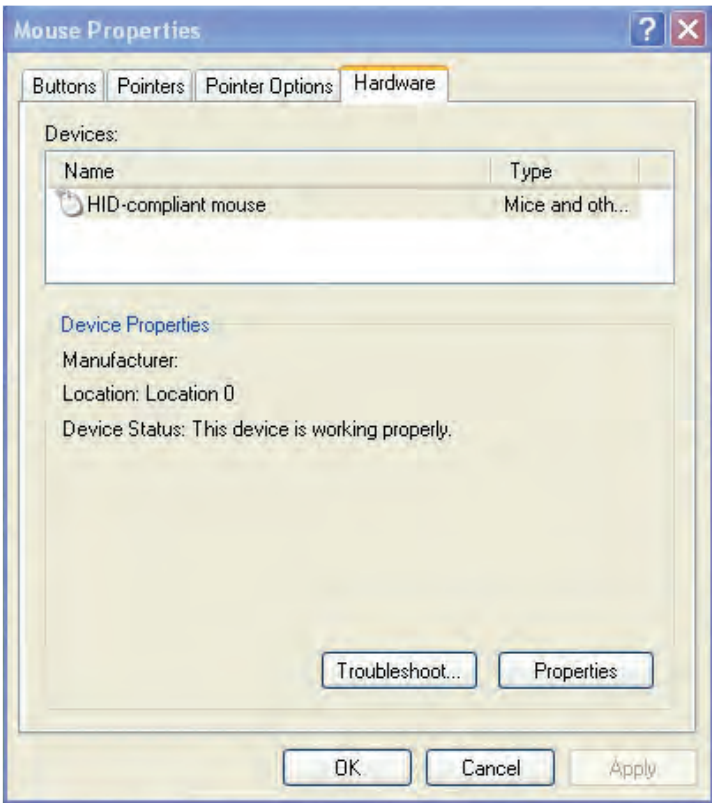 Mouse Properties
Buttons Pointers Pointer Options Hardware
Devices:
Name Type
HID-compliant mouse Mice and oth...
Device Properties
Manufacturer:
Location: Location 0
Device Status: This device is working properly.
Troubleshoot... Properties
OK Cancel Apply